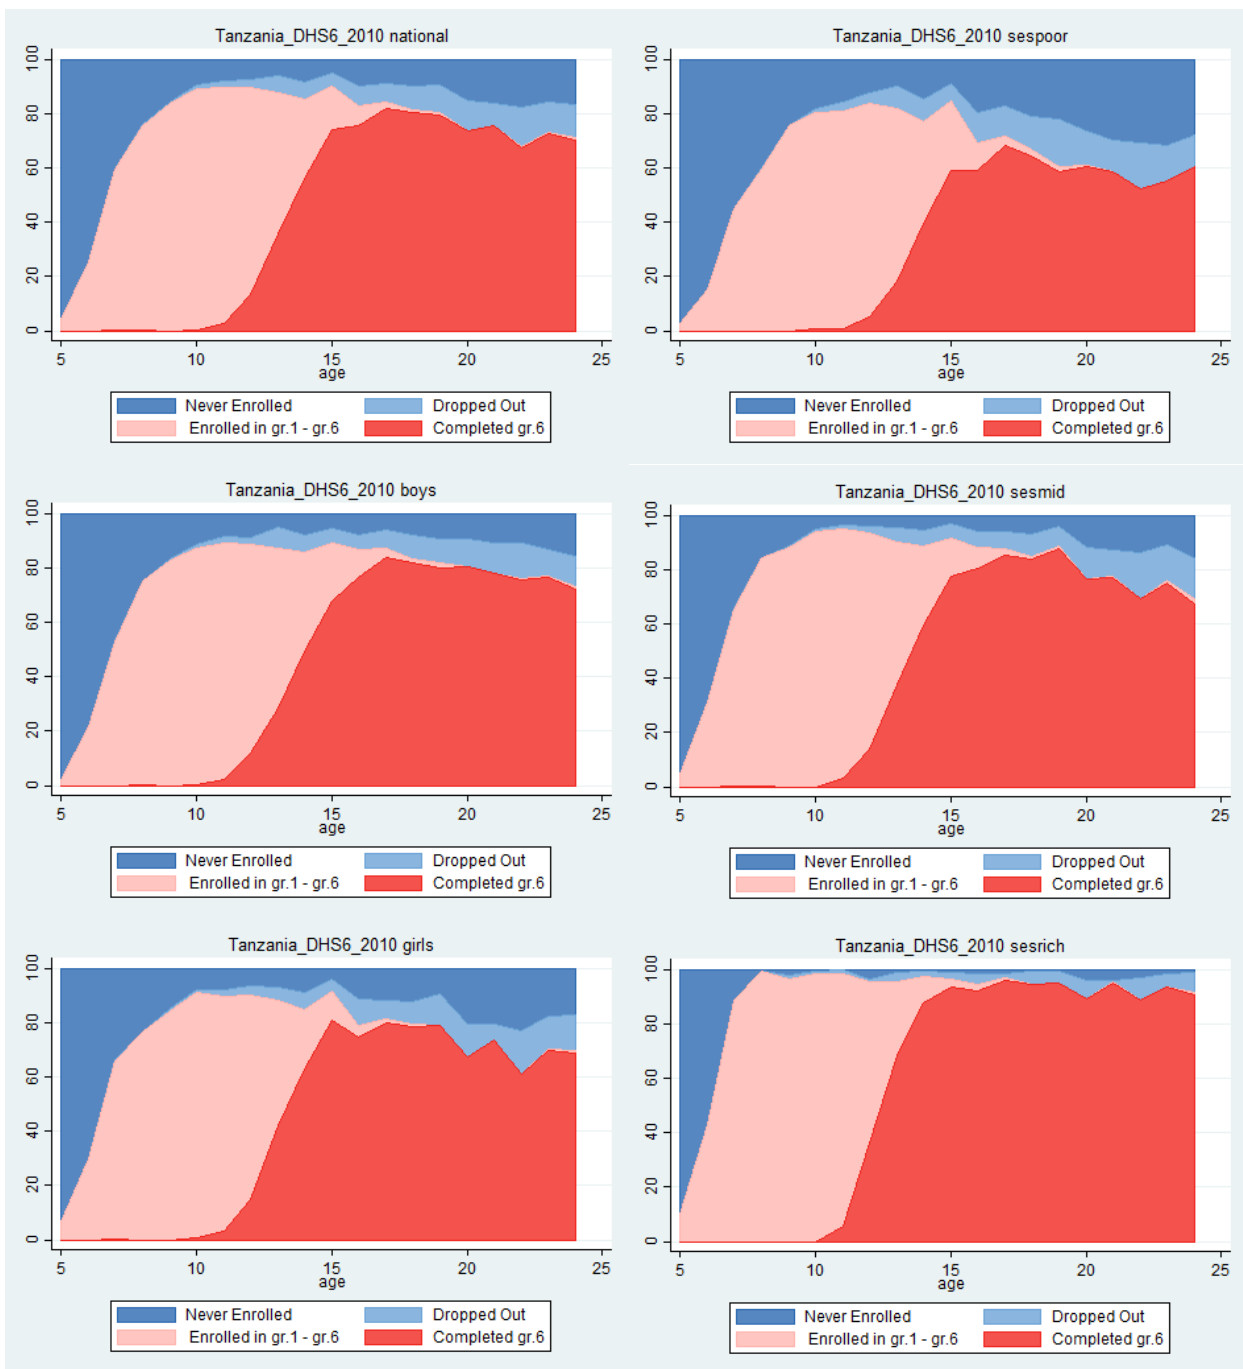 Tanzania_DHS6_2010 national
100
80
60
40
20
0
5 10 15 20 25
age
Never Enrolled Dropped Out
Enrolled in gr.1 - gr.6 Completed gr.6
Tanzania_DHS6_2010 sespoor
100
80
60
40
20
0
5 10 15 20 25
age
Never Enrolled Dropped Out
Enrolled in gr.1 - gr.6 Completed gr.6
Tanzania_DHS6_2010 boys
100
80
60
40
20
0
5 10 15 20 25
age
Never Enrolled Dropped Out
Enrolled in gr.1 - gr.6 Completed gr.6
Tanzania_DHS6_2010 sesmid
100
80
60
40
20
0
5 10 15 20 25
age
Never Enrolled Dropped Out
Enrolled in gr.1 - gr.6 Completed gr.6
Tanzania_DHS6_2010 girls
100
80
60
40
20
0
5 10 15 20 25
age
Never Enrolled Dropped Out
Enrolled in gr.1 - gr.6 Completed gr.6
Tanzania_DHS6_2010 sesrich
100
80
60
40
20
0
5 10 15 20 25
age
Never Enrolled Dropped Out
Enrolled in gr.1 - gr.6 Completed gr.6